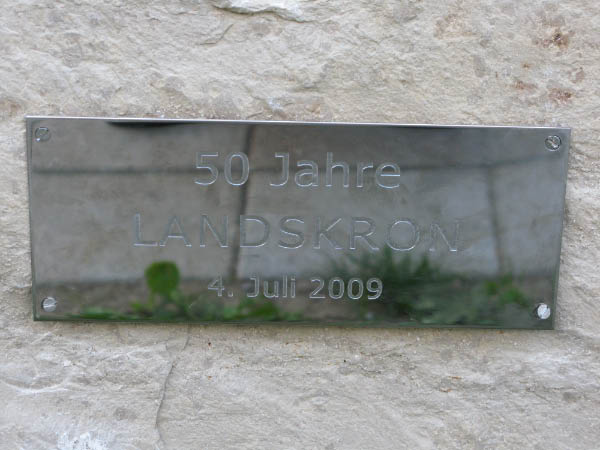 50 Jahre
LANDSKRON
4. Juli 2009